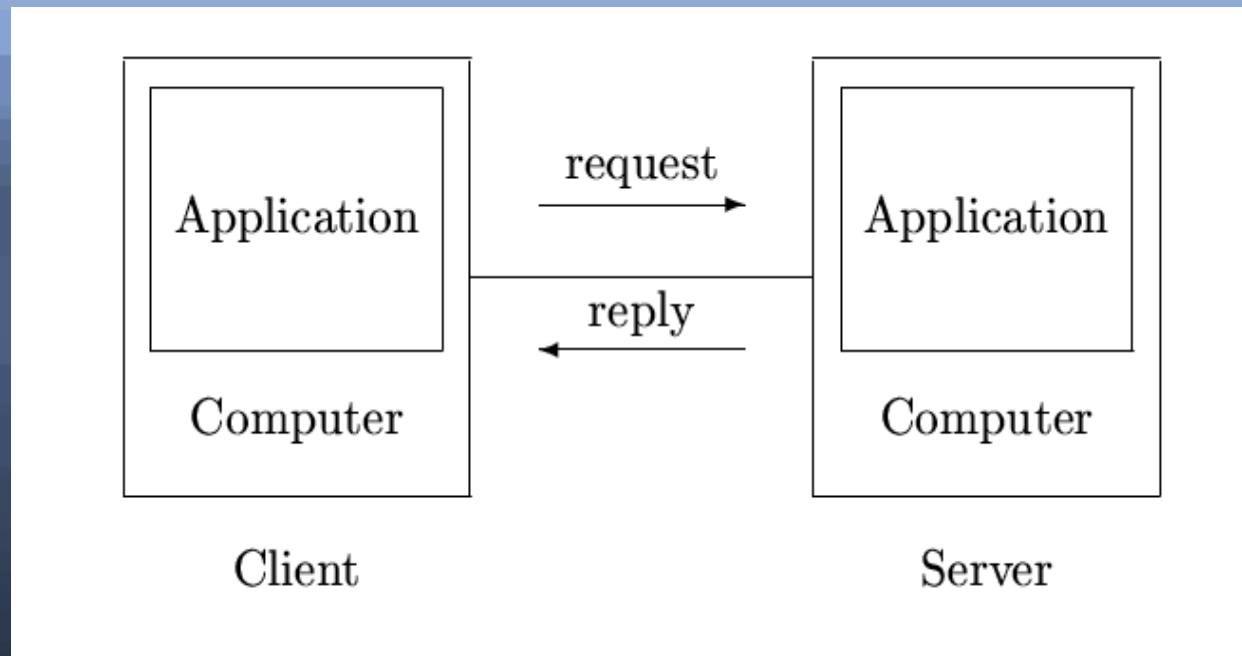 request
Application
Application
reply
Computer
Computer
Client
Server